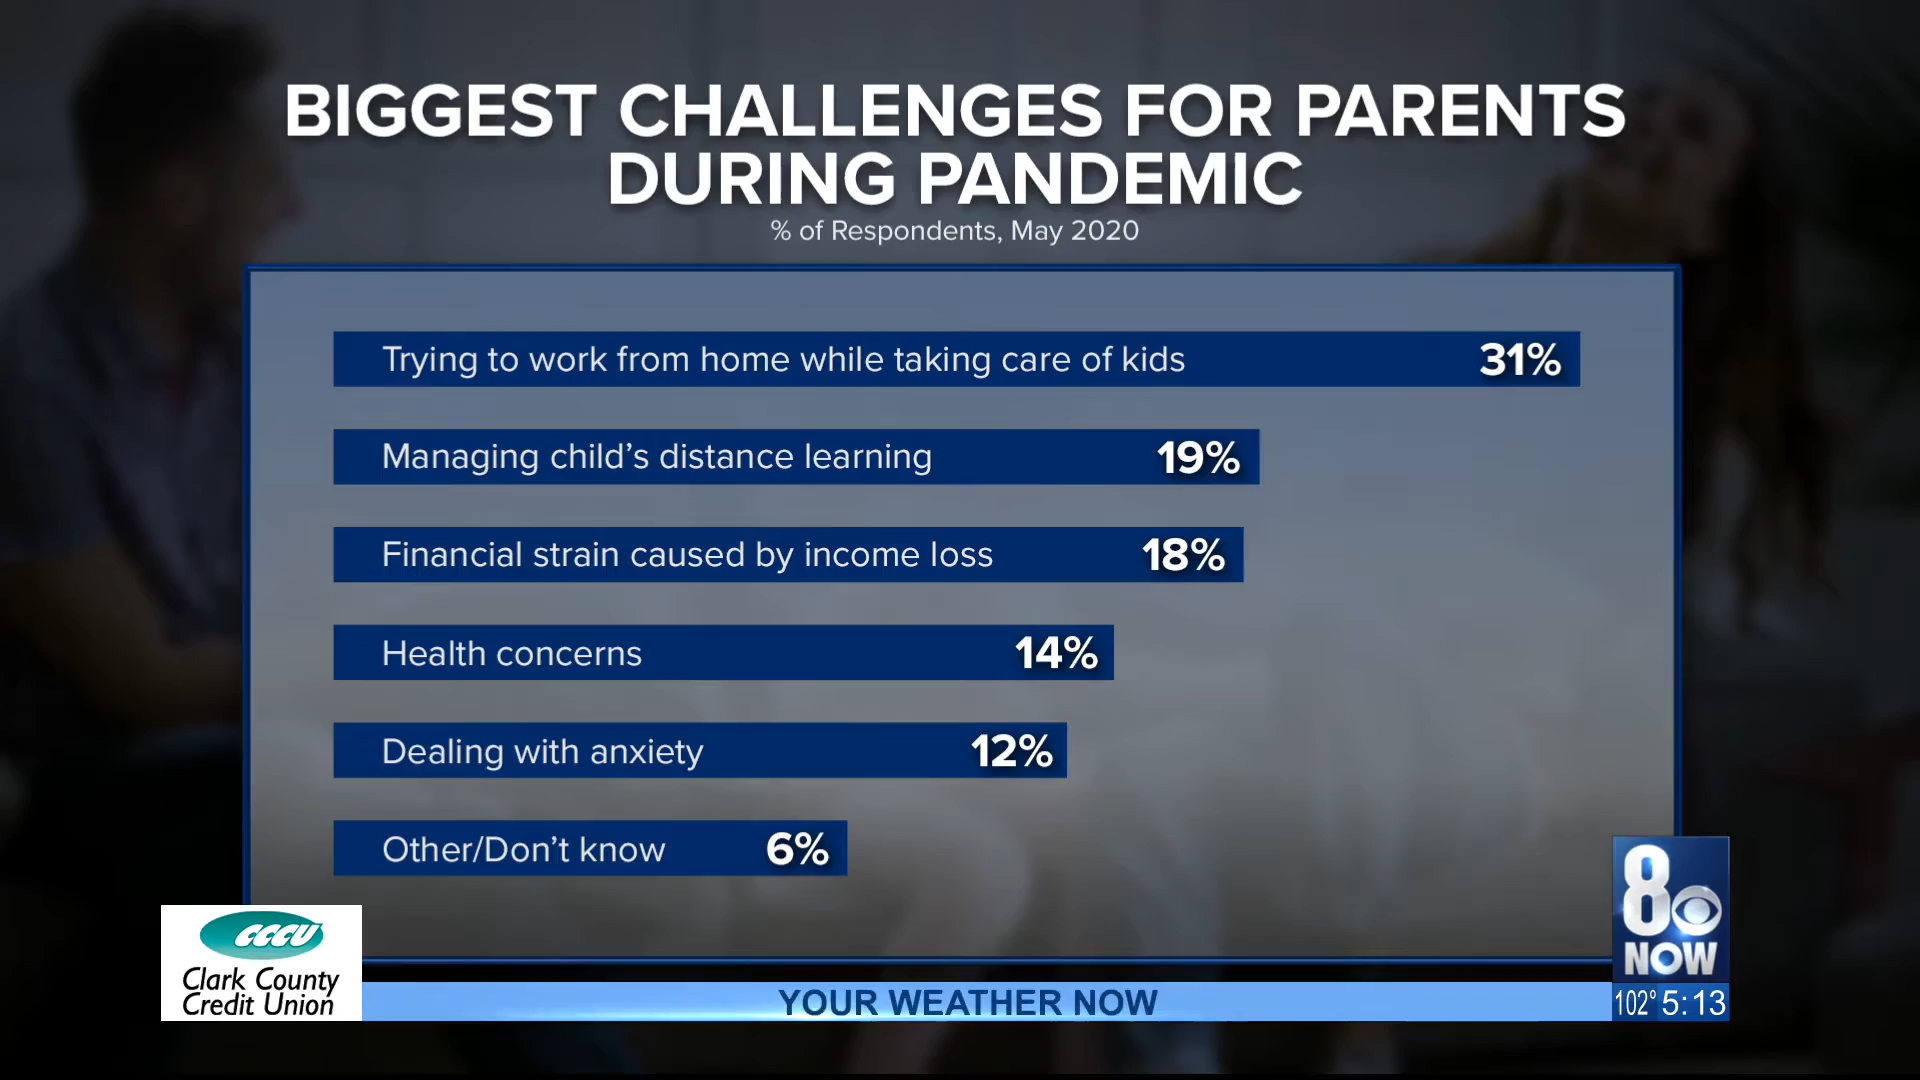 BIGGEST CHALLENGES FOR PARENTS
DURING PANDEMIC
% of Respondents, May 2020
Trying to work from home while taking care of kids 31%
Managing child’s distance learning 19%
Financial strain caused by income loss 18%
Health concerns 14%
Dealing with anxiety 12%
Other/Don’t know 6%
CCCU
Clark County
Credit Union
YOUR WEATHER NOW
8
NOW
102° 5:13